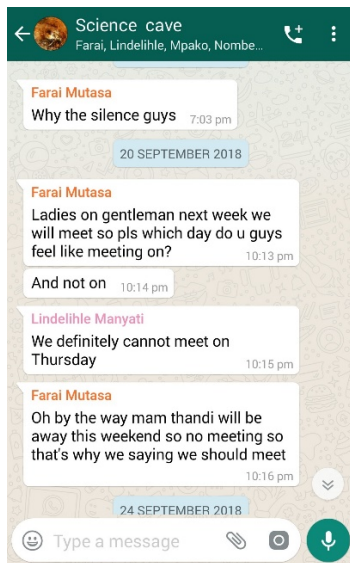 Science cave
Farai, Lindelihle, Mpako, Nombe...
Farai Mutasa
Why the silence guys 7:03 pm
20 SEPTEMBER 2018
Farai Mutasa
Ladies on gentleman next week we
will meet so pls which day do u guys
feel like meeting on?
10:13 pm
And not on 10:14 pm
Lindelihle Manyati
We definitely cannot meet on
Thursday
10:15 pm
Farai Mutasa
Oh by the way mam thandi will be
away this weekend so no meeting so
that's why we saying we should meet
10:16 pm
24 SEPTEMBER 2018
Type a message